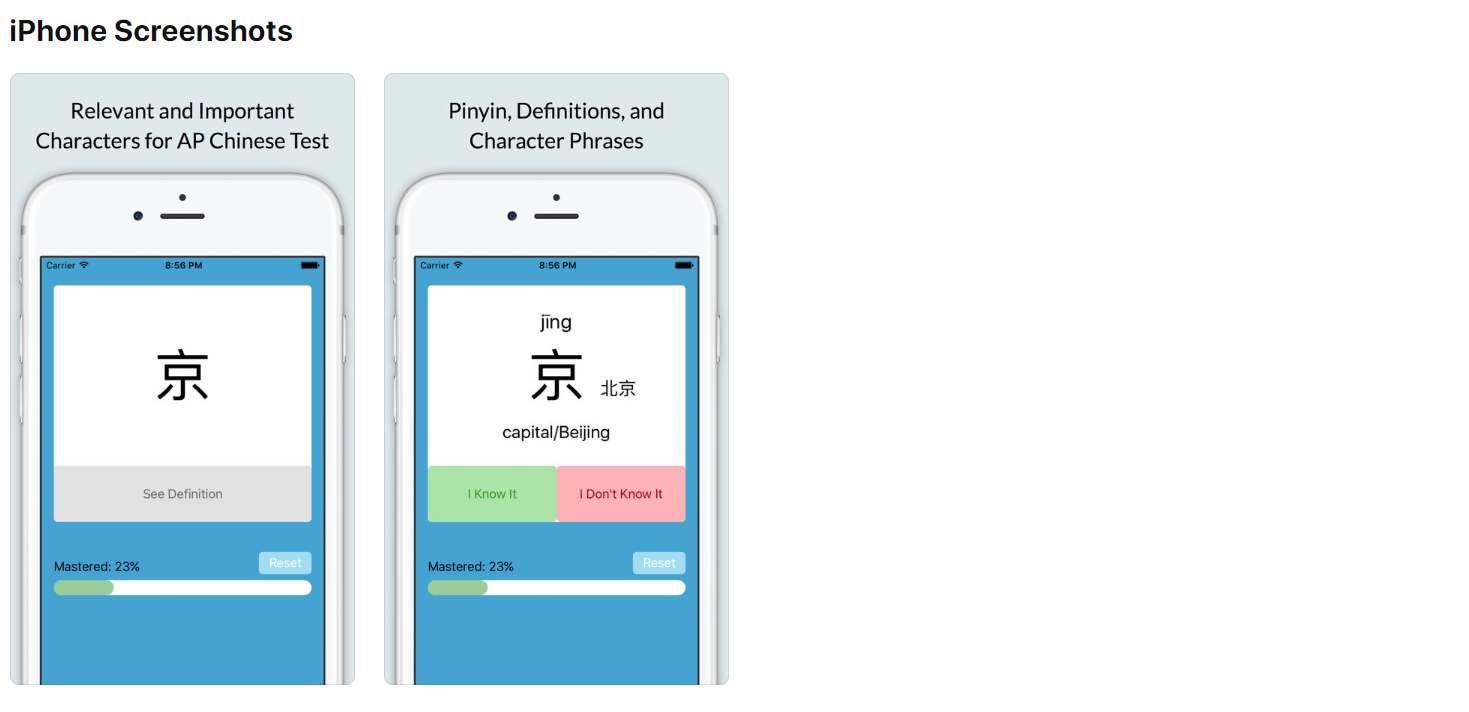 iPhone Screenshots
Relevant and Important
Characters for AP Chinese Test
Carrier 8:56 PM
京
See Definition
Mastered: 23%
Reset
Pinyin, Definitions, and
Character Phrases
Carrier 8:56 PM
jīng
京 北京
capital/Beijing
I Know It I Don't Know It
Mastered: 23%
Reset